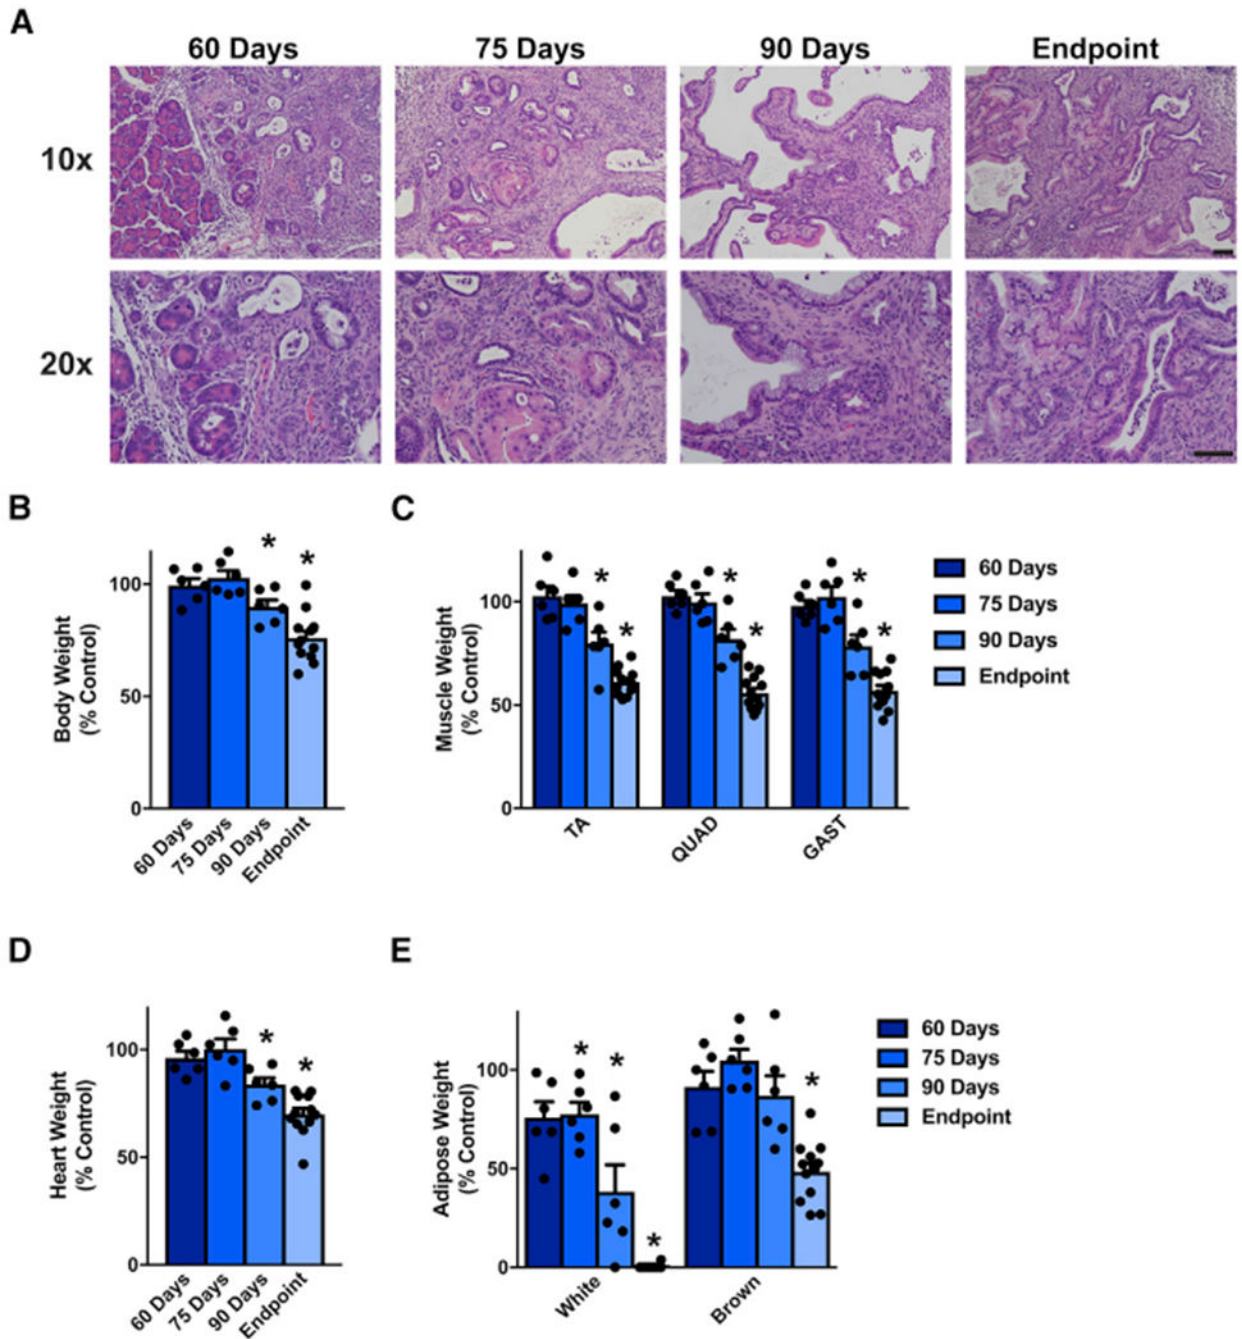 A
60 Days
75 Days
90 Days
Endpoint
10x
20x
B
Body Weight
(% Control)
100
50
0
*
*
60 Days
75 Days
90 Days
Endpoint
C
Muscle Weight
(% Control)
100
50
0
*
*
*
*
*
*
TA
QUAD
GAST
60 Days
75 Days
90 Days
Endpoint
D
Heart Weight
(% Control)
100
50
0
*
*
60 Days
75 Days
90 Days
Endpoint
E
Adipose Weight
(% Control)
100
50
0
*
*
*
*
White
Brown
60 Days
75 Days
90 Days
Endpoint